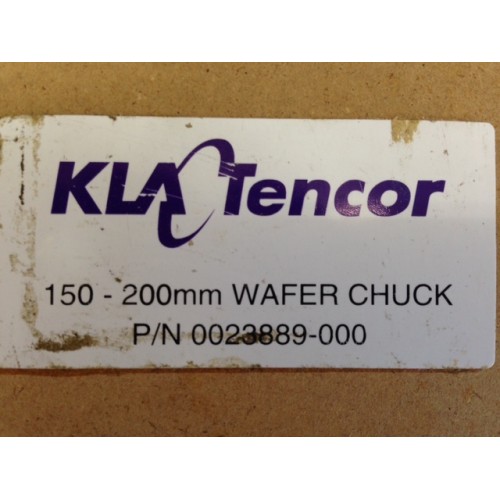 KLA Tencor
150 - 200mm WAFER CHUCK
P/N 0023889-000